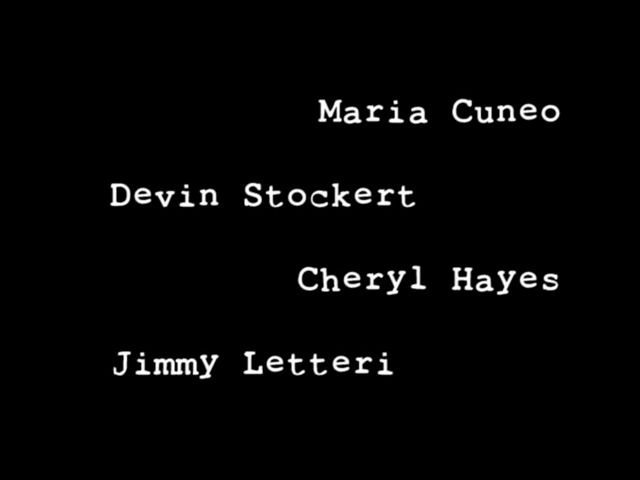 Maria Cuneo
Devin Stockert
Cheryl Hayes
Jimmy Letteri